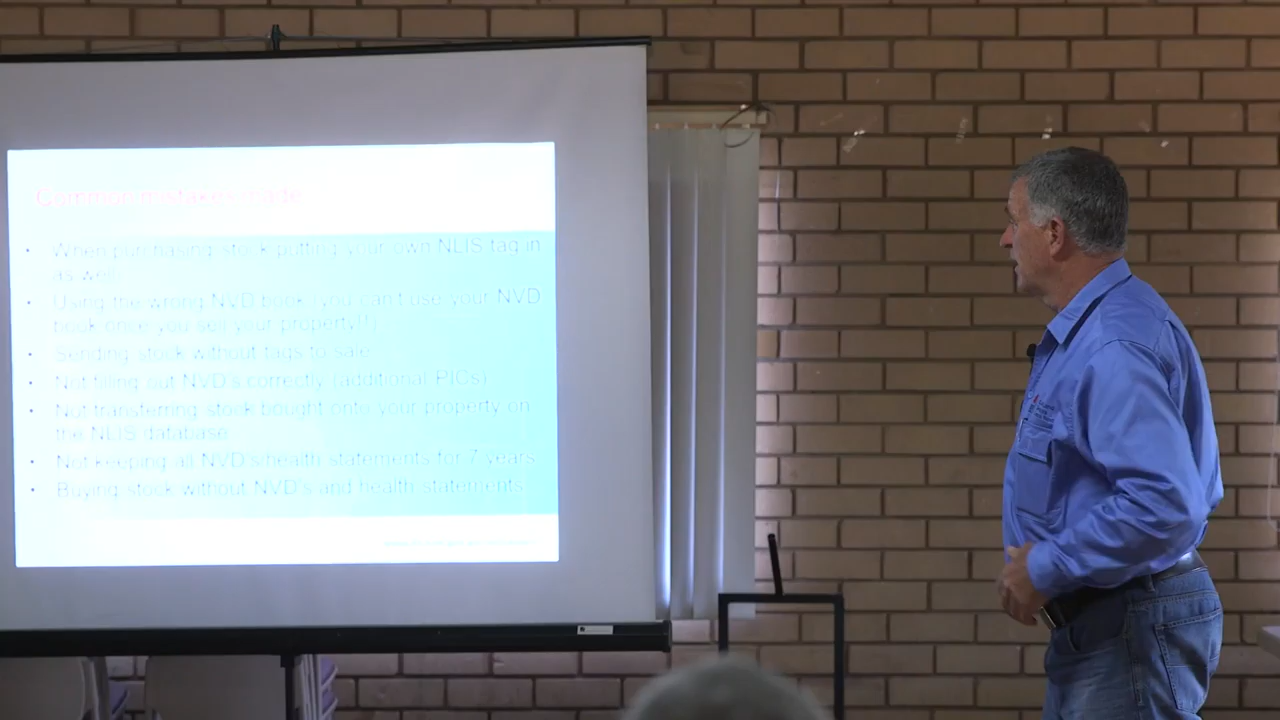 Common mistakes made
• When purchasing stock putting your own NLIS tag in
as well
• Using the wrong NVD book (you can't use your NVD
book once you sell your property!!)
• Sending stock without tags to sale
• Not filling out NVD's correctly (additional PICs)
• Not transferring stock bought onto your property on
the NLIS database
• Not keeping all NVD's/health statements for 7 years
• Buying stock without NVD's and health statements